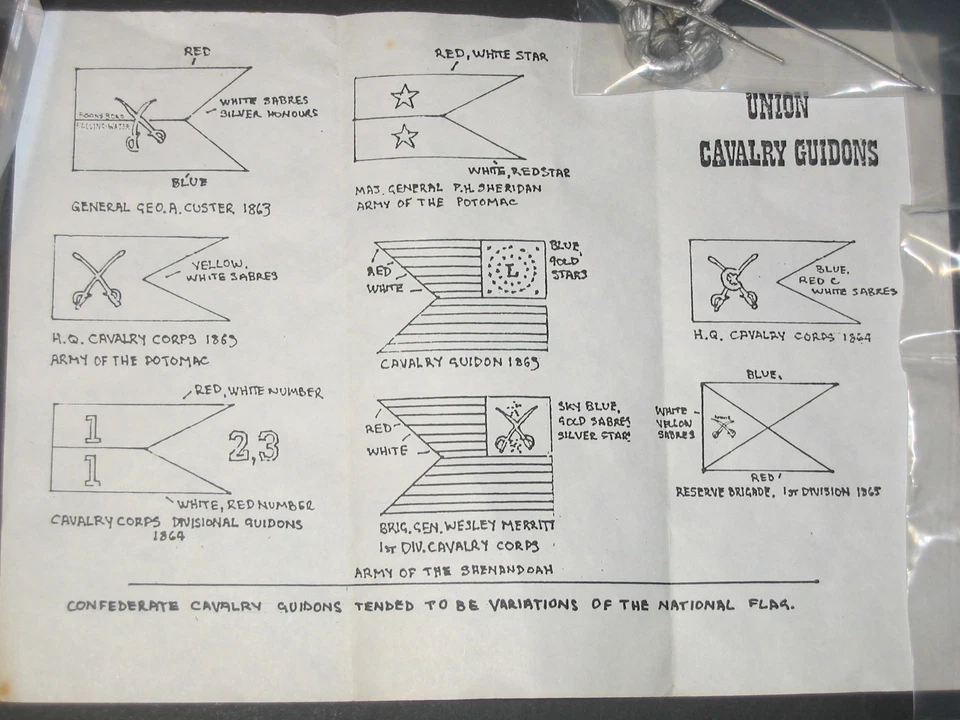 UNION
CAVALRY GUIDONS
RED
WHITE SABRES
SILVER HONOURS
BLUE
GENERAL GEO. A. CUSTER 1863
RED, WHITE STAR
WHITE, RED STAR
MAJ. GENERAL P.H. SHERIDAN
ARMY OF THE POTOMAC
YELLOW,
WHITE SABRES
H.Q. CAVALRY CORPS 1863
ARMY OF THE POTOMAC
RED
WHITE
L
BLUE,
GOLD
STARS
CAVALRY GUIDON 1863
C
BLUE,
RED C
WHITE SABRES
H.Q. CAVALRY CORPS 1864
RED, WHITE NUMBER
1
1
2,3
WHITE, RED NUMBER
CAVALRY CORPS DIVISIONAL GUIDONS
1864
RED
WHITE
SKY BLUE,
GOLD SABRES
SILVER STAR
BRIG. GEN. WESLEY MERRITT
1ST DIV. CAVALRY CORPS
ARMY OF THE SHENANDOAH
BLUE,
WHITE
YELLOW
SABRES
RED
RESERVE BRIGADE, 1ST DIVISION 1865
CONFEDERATE CAVALRY GUIDONS TENDED TO BE VARIATIONS OF THE NATIONAL FLAG.